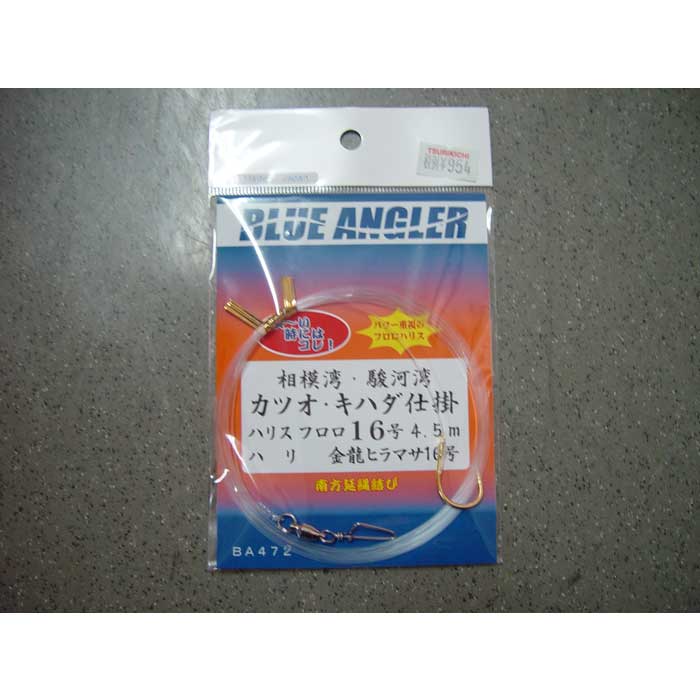 TSURIKICHI
税別¥954
BLUE ANGLER
時には
コレ!
パワー重視の
フロロハリス
相模湾・駿河湾
カツオ・キハダ仕掛
ハリス フロロ 16号 4.5m
ハリ 金龍ヒラマサ16号
南方延縄結び
BA472